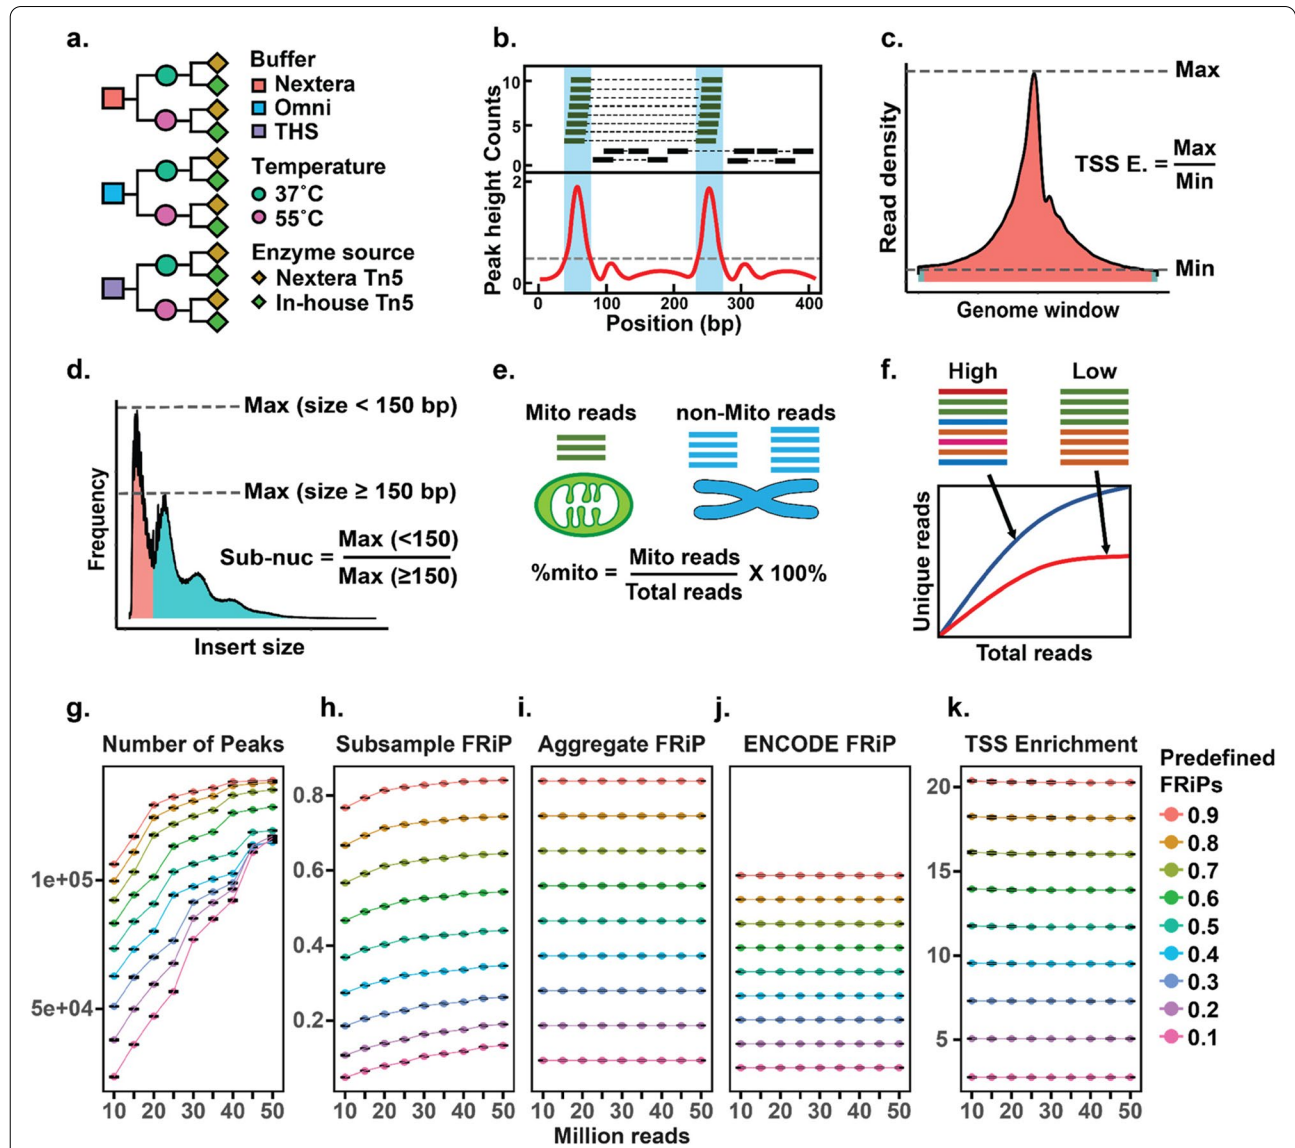 a.
Buffer
Nextera
Omni
THS
Temperature
37°C
55°C
Enzyme source
Nextera Tn5
In-house Tn5
b.
Counts
10
5
0
Peak height
2
0
0 100 200 300 400
Position (bp)
c.
Read density
Max
TSS E. = Max
Min
Min
Genome window
d.
Frequency
Max (size < 150 bp)
Max (size ≥ 150 bp)
Sub-nuc = Max (<150)
Max (≥150)
Insert size
e.
Mito reads non-Mito reads
%mito = Mito reads X 100%
Total reads
f.
High Low
Unique reads
Total reads
g.
Number of Peaks
1e+05
5e+04
10 20 30 40 50
h.
Subsample FRiP
0.8
0.6
0.4
0.2
10 20 30 40 50
i.
Aggregate FRiP
10 20 30 40 50
j.
ENCODE FRiP
10 20 30 40 50
k.
TSS Enrichment
20
15
10
5
10 20 30 40 50
Million reads
Predefined
FRiPs
0.9
0.8
0.7
0.6
0.5
0.4
0.3
0.2
0.1